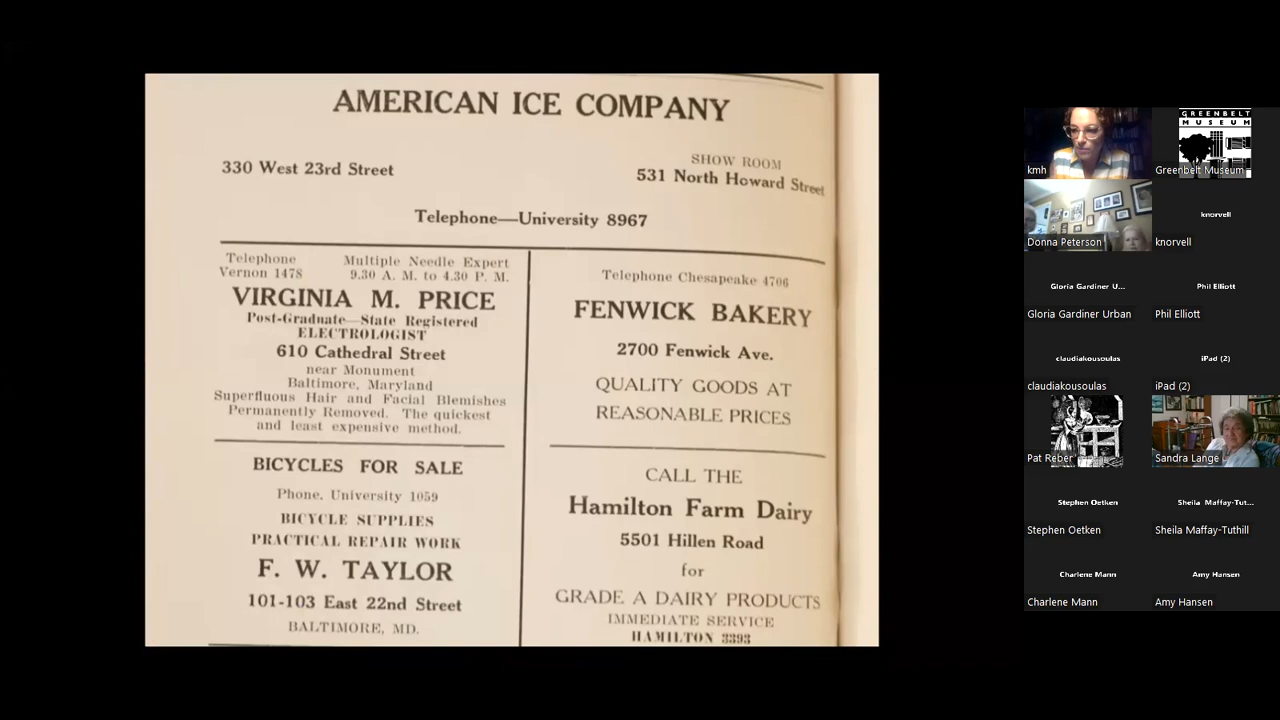 AMERICAN ICE COMPANY
330 West 23rd Street
SHOW ROOM
531 North Howard Street
Telephone—University 8967
Telephone
Vernon 1478
Multiple Needle Expert
9.30 A. M. to 4.30 P. M.
VIRGINIA M. PRICE
Post-Graduate—State Registered
ELECTROLOGIST
610 Cathedral Street
near Monument
Baltimore, Maryland
Superfluous Hair and Facial Blemishes
Permanently Removed. The quickest
and least expensive method.
BICYCLES FOR SALE
Phone, University 1059
BICYCLE SUPPLIES
PRACTICAL REPAIR WORK
F. W. TAYLOR
101-103 East 22nd Street
BALTIMORE, MD.
Telephone Chesapeake 4706
FENWICK BAKERY
2700 Fenwick Ave.
QUALITY GOODS AT
REASONABLE PRICES
CALL THE
Hamilton Farm Dairy
5501 Hillen Road
for
GRADE A DAIRY PRODUCTS
IMMEDIATE SERVICE
HAMILTON 3393
kmh
GREENBELT
MUSEUM
Greenbelt Museum
Donna Peterson
knorvell
knorvell
Gloria Gardiner U...
Gloria Gardiner Urban
Phil Elliott
Phil Elliott
claudiakousoulas
claudiakousoulas
iPad (2)
iPad (2)
Pat Reber
Sandra Lange
Stephen Oetken
Stephen Oetken
Sheila Maffay-Tut...
Sheila Maffay-Tuthill
Charlene Mann
Charlene Mann
Amy Hansen
Amy Hansen